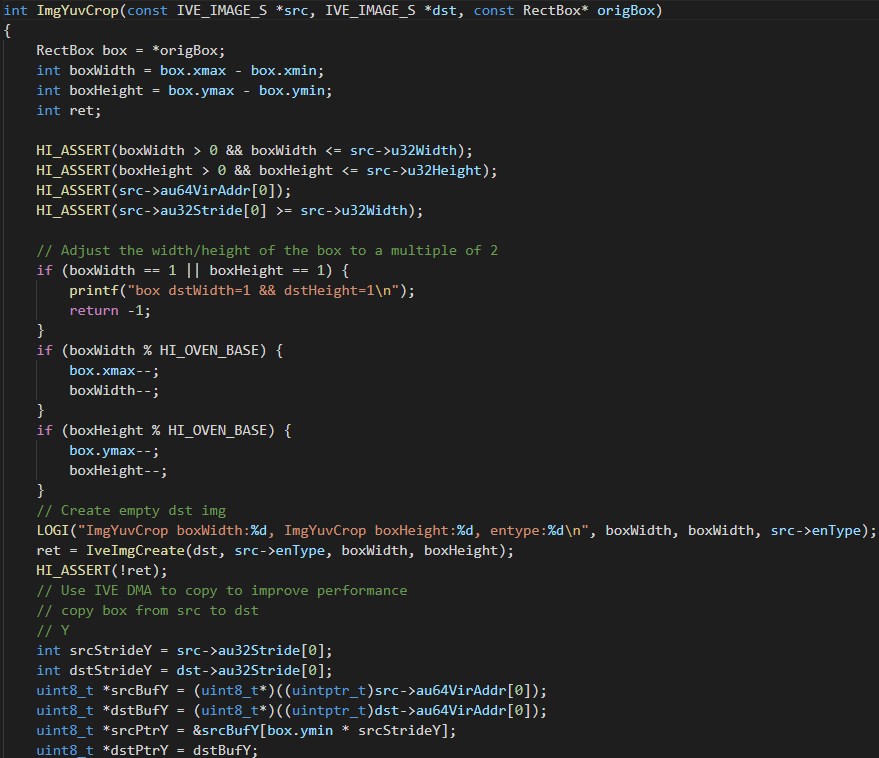 int ImgYuvCrop(const IVE_IMAGE_S *src, IVE_IMAGE_S *dst, const RectBox* origBox)
{
    RectBox box = *origBox;
    int boxWidth = box.xmax - box.xmin;
    int boxHeight = box.ymax - box.ymin;
    int ret;

    HI_ASSERT(boxWidth > 0 && boxWidth <= src->u32Width);
    HI_ASSERT(boxHeight > 0 && boxHeight <= src->u32Height);
    HI_ASSERT(src->au64VirAddr[0]);
    HI_ASSERT(src->au32Stride[0] >= src->u32Width);

    // Adjust the width/height of the box to a multiple of 2
    if (boxWidth == 1 || boxHeight == 1) {
        printf("box dstWidth=1 && dstHeight=1\n");
        return -1;
    }
    if (boxWidth % HI_OVEN_BASE) {
        box.xmax--;
        boxWidth--;
    }
    if (boxHeight % HI_OVEN_BASE) {
        box.ymax--;
        boxHeight--;
    }
    // Create empty dst img
    LOGI("ImgYuvCrop boxWidth:%d, ImgYuvCrop boxHeight:%d, entype:%d\n", boxWidth, boxWidth, src->enType);
    ret = IveImgCreate(dst, src->enType, boxWidth, boxHeight);
    HI_ASSERT(!ret);
    // Use IVE DMA to copy to improve performance
    // copy box from src to dst
    // Y
    int srcStrideY = src->au32Stride[0];
    int dstStrideY = dst->au32Stride[0];
    uint8_t *srcBufY = (uint8_t*)((uintptr_t)src->au64VirAddr[0]);
    uint8_t *dstBufY = (uint8_t*)((uintptr_t)dst->au64VirAddr[0]);
    uint8_t *srcPtrY = &srcBufY[box.ymin * srcStrideY];
    uint8_t *dstPtrY = dstBufY;